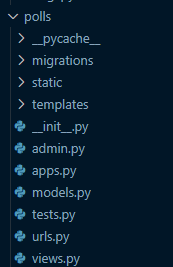 polls
__pycache__
migrations
static
templates
__init__.py
admin.py
apps.py
models.py
tests.py
urls.py
views.py